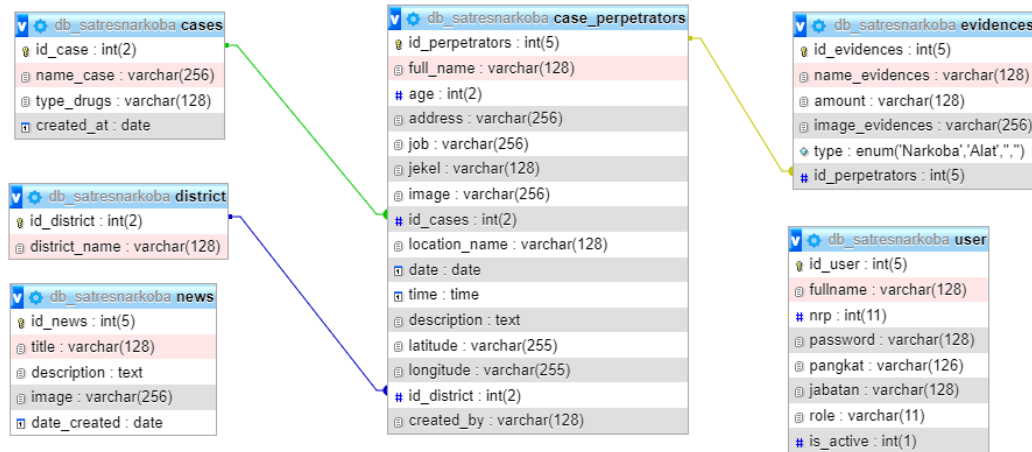 db_satresnarkoba cases
id_case : int(2)
name_case : varchar(256)
type_drugs : varchar(128)
created_at : date
db_satresnarkoba district
id_district : int(2)
district_name : varchar(128)
db_satresnarkoba news
id_news : int(5)
title : varchar(128)
description : text
image : varchar(256)
date_created : date
db_satresnarkoba case_perpetrators
id_perpetrators : int(5)
full_name : varchar(128)
age : int(2)
address : varchar(256)
job : varchar(256)
jekel : varchar(128)
image : varchar(256)
id_cases : int(2)
location_name : varchar(128)
date : date
time : time
description : text
latitude : varchar(255)
longitude : varchar(255)
id_district : int(2)
created_by : varchar(128)
db_satresnarkoba evidences
id_evidences : int(5)
name_evidences : varchar(128)
amount : varchar(128)
image_evidences : varchar(256)
type : enum('Narkoba','Alat','','')
id_perpetrators : int(5)
db_satresnarkoba user
id_user : int(5)
fullname : varchar(128)
nrp : int(11)
password : varchar(128)
pangkat : varchar(126)
jabatan : varchar(128)
role : varchar(11)
is_active : int(1)